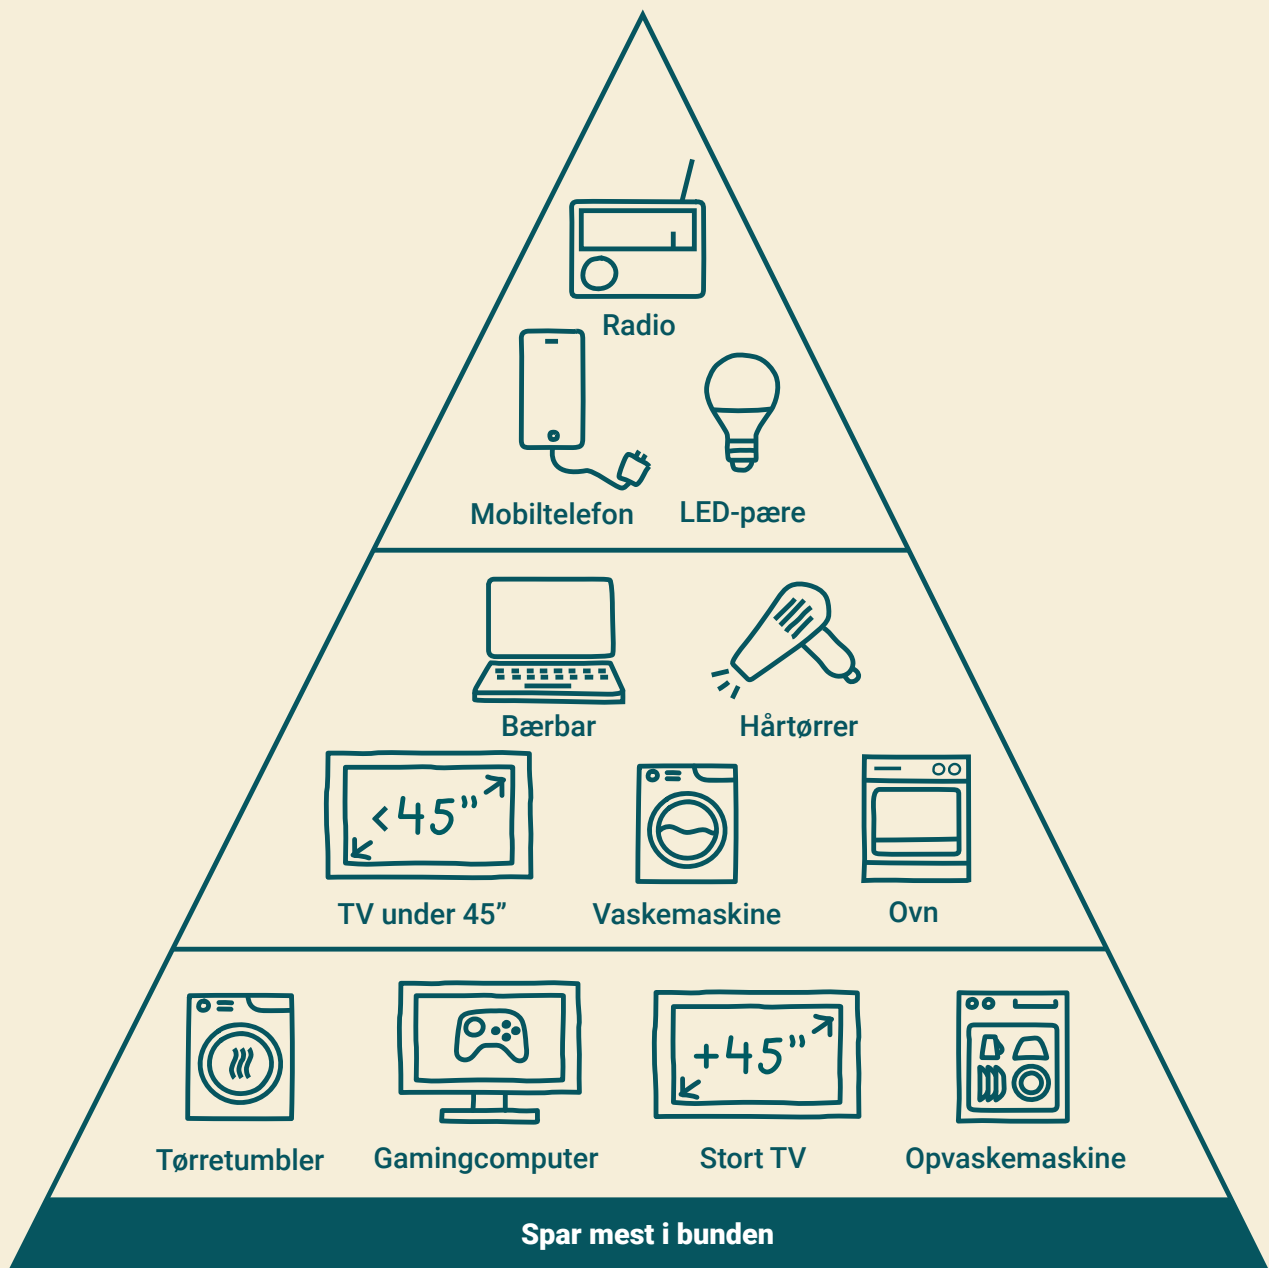 Radio
Mobiltelefon
LED-pære
Bærbar
Hårtørrer
<45”
TV under 45”
Vaskemaskine
Ovn
+45”
Tørretumbler
Gamingcomputer
Stort TV
Opvaskemaskine
Spar mest i bunden